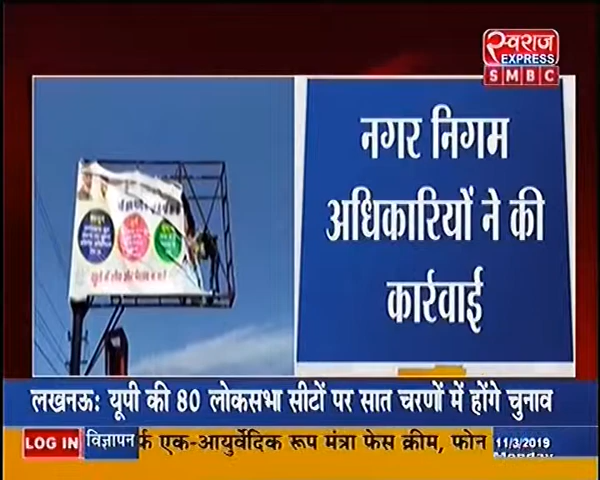 स्वराज
EXPRESS
SMBC
नगर निगम
अधिकारियों ने की
कार्रवाई
लखनऊ: यूपी की 80 लोकसभा सीटों पर सात चरणों में होंगे चुनाव
LOG IN विज्ञापन र्फ एक-आयुर्वेदिक रूप मंत्रा फेस क्रीम, फोन 11/3/2019
Monday